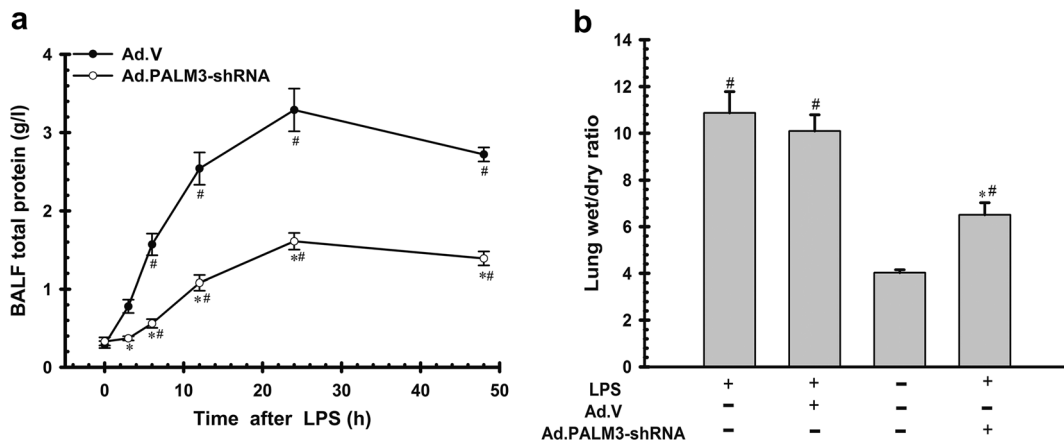 a
Ad.V
Ad.PALM3-shRNA
BALF total protein (g/l)
4
3
2
1
0
#
#
#
#
*
*#
*#
*#
*#
0 10 20 30 40 50
Time after LPS (h)
b
Lung wet/dry ratio
14
12
10
8
6
4
2
0
#
#
*#
LPS + + - +
Ad.V - + - -
Ad.PALM3-shRNA - - - +